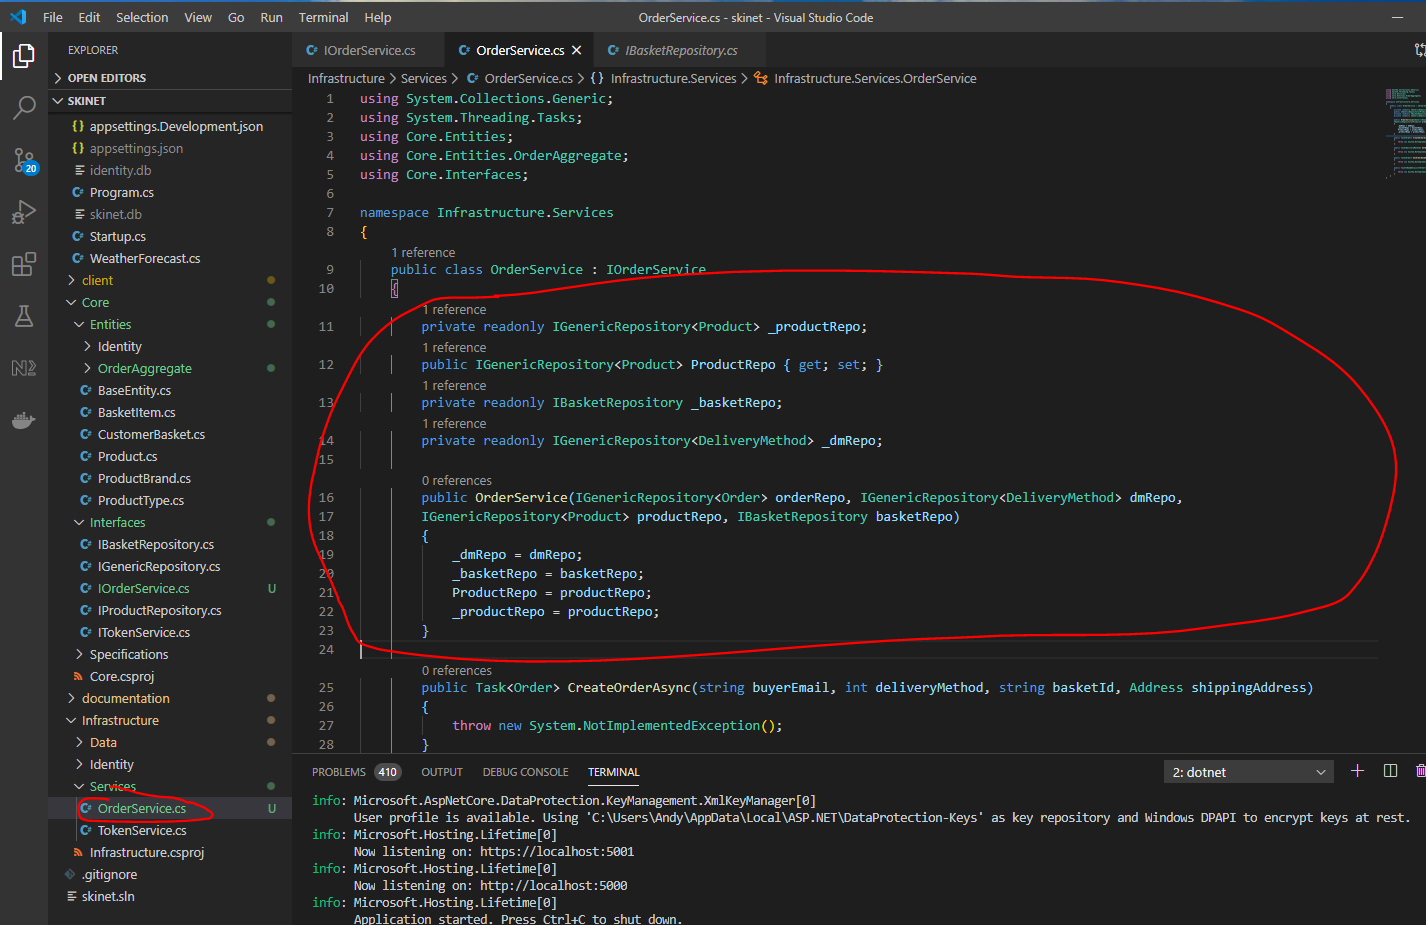 File Edit Selection View Go Run Terminal Help
OrderService.cs - skinet - Visual Studio Code
EXPLORER
OPEN EDITORS
SKINET
{} appsettings.Development.json
{} appsettings.json
identity.db
C# Program.cs
skinet.db
C# Startup.cs
C# WeatherForecast.cs
client
Core
Entities
Identity
OrderAggregate
C# BaseEntity.cs
C# BasketItem.cs
C# CustomerBasket.cs
C# Product.cs
C# ProductBrand.cs
C# ProductType.cs
Interfaces
C# IBasketRepository.cs
C# IGenericRepository.cs
C# IOrderService.cs U
C# IProductRepository.cs
C# ITokenService.cs
Specifications
Core.csproj
documentation
Infrastructure
Data
Identity
Services
C# OrderService.cs U
C# TokenService.cs
Infrastructure.csproj
.gitignore
skinet.sln
20
C# IOrderService.cs C# OrderService.cs × C# IBasketRepository.cs
Infrastructure > Services > C# OrderService.cs > {} Infrastructure.Services > Infrastructure.Services.OrderService
1 using System.Collections.Generic;
2 using System.Threading.Tasks;
3 using Core.Entities;
4 using Core.Entities.OrderAggregate;
5 using Core.Interfaces;
6
7 namespace Infrastructure.Services
8 {
1 reference
9 public class OrderService : IOrderService
10 {
1 reference
11 private readonly IGenericRepository<Product> _productRepo;
1 reference
12 public IGenericRepository<Product> ProductRepo { get; set; }
1 reference
13 private readonly IBasketRepository _basketRepo;
1 reference
14 private readonly IGenericRepository<DeliveryMethod> _dmRepo;
15
0 references
16 public OrderService(IGenericRepository<Order> orderRepo, IGenericRepository<DeliveryMethod> dmRepo,
17 IGenericRepository<Product> productRepo, IBasketRepository basketRepo)
18 {
19 _dmRepo = dmRepo;
20 _basketRepo = basketRepo;
21 ProductRepo = productRepo;
22 _productRepo = productRepo;
23 }
24
0 references
25 public Task<Order> CreateOrderAsync(string buyerEmail, int deliveryMethod, string basketId, Address shippingAddress)
26 {
27 throw new System.NotImplementedException();
28 }
PROBLEMS 410 OUTPUT DEBUG CONSOLE TERMINAL 2: dotnet
info: Microsoft.AspNetCore.DataProtection.KeyManagement.XmlKeyManager[0]
User profile is available. Using 'C:\Users\Andy\AppData\Local\ASP.NET\DataProtection-Keys' as key repository and Windows DPAPI to encrypt keys at rest.
info: Microsoft.Hosting.Lifetime[0]
Now listening on: https://localhost:5001
info: Microsoft.Hosting.Lifetime[0]
Now listening on: http://localhost:5000
info: Microsoft.Hosting.Lifetime[0]
Application started. Press Ctrl+C to shut down.